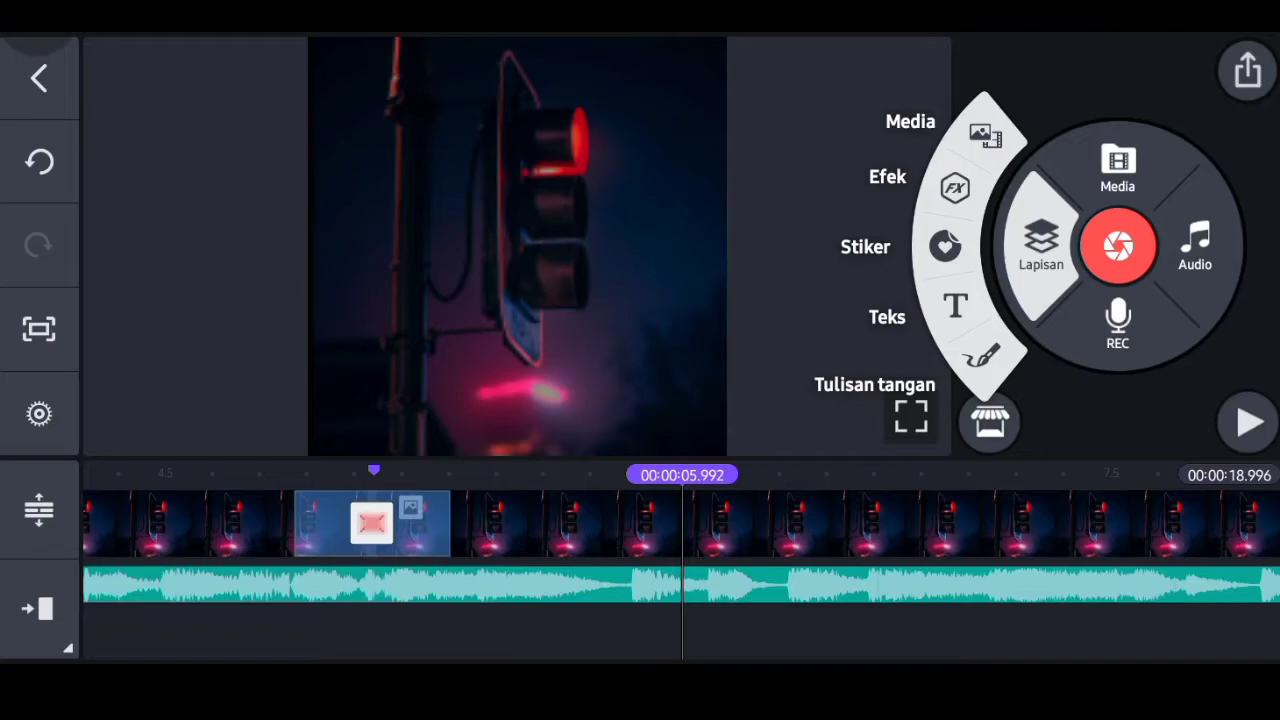 Media
Efek
Stiker
Teks
Tulisan tangan
FX
T
Media
Lapisan
Audio
REC
4.5
00:00:05.992
7.5
00:00:18.996